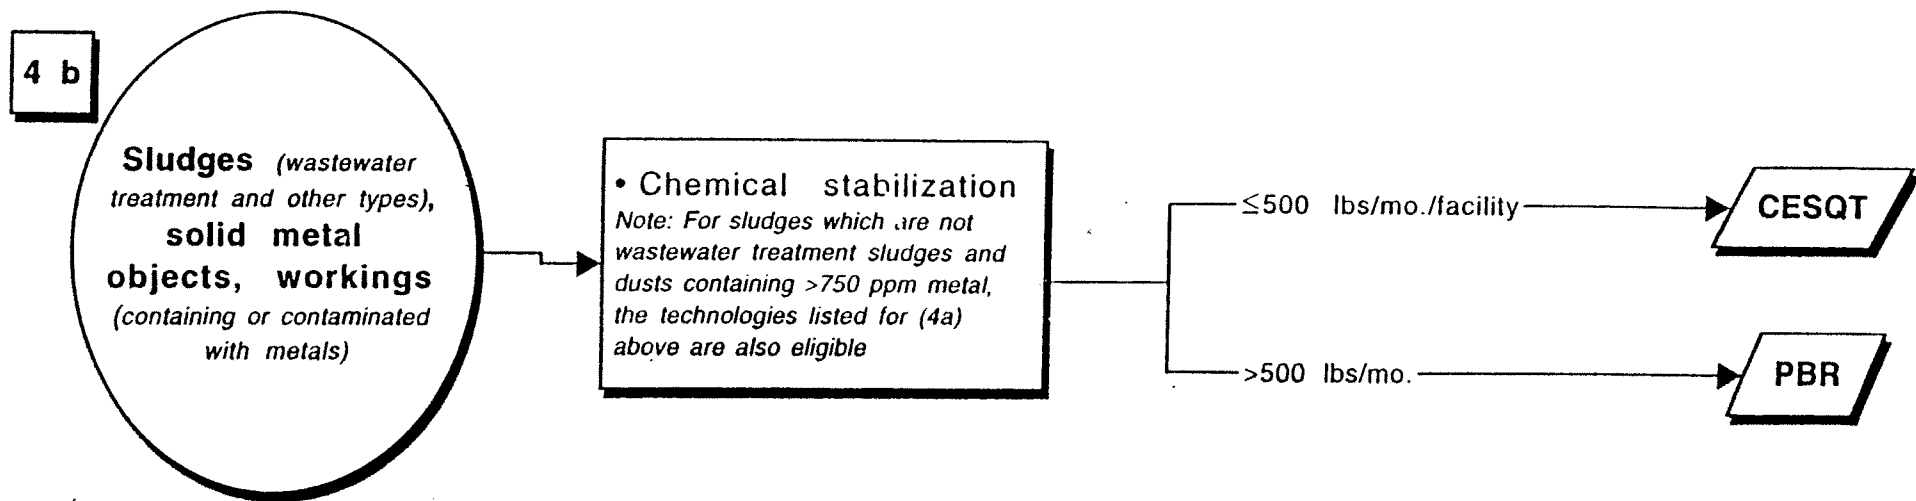 4 b
Sludges (wastewater
treatment and other types),
solid metal
objects, workings
(containing or contaminated
with metals)
• Chemical stabilization
Note: For sludges which are not
wastewater treatment sludges and
dusts containing >750 ppm metal,
the technologies listed for (4a)
above are also eligible
≤500 lbs/mo./facility
CESQT
>500 lbs/mo.
PBR